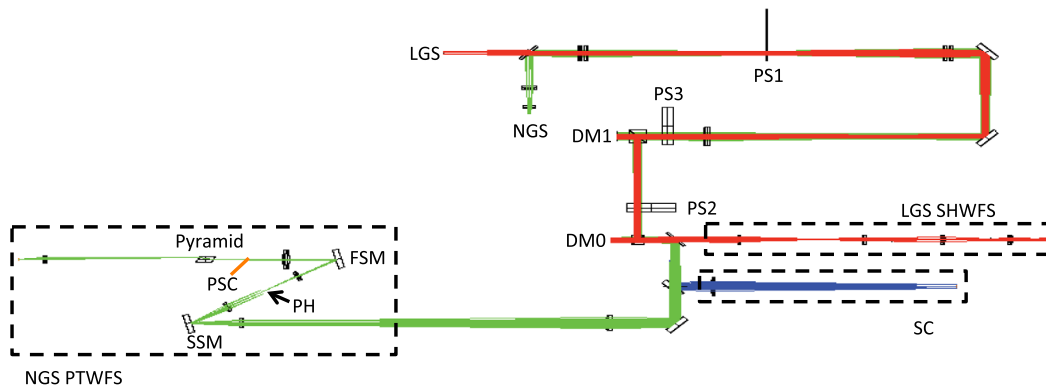 LGS
PS1
NGS
PS3
DM1
PS2
LGS SHWFS
DM0
Pyramid
FSM
PSC
PH
SSM
SC
NGS PTWFS